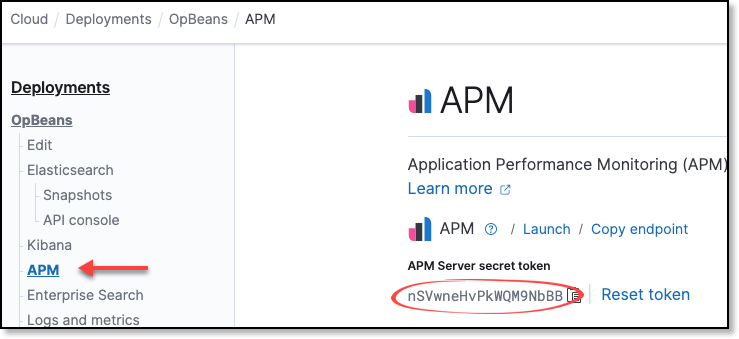 Cloud / Deployments / OpBeans / APM
Deployments
OpBeans
Edit
Elasticsearch
Snapshots
API console
Kibana
APM
Enterprise Search
Logs and metrics
APM
Application Performance Monitoring (APM)
Learn more
APM ? / Launch / Copy endpoint
APM Server secret token
nSVwneHvPkWQM9NbBB Reset token